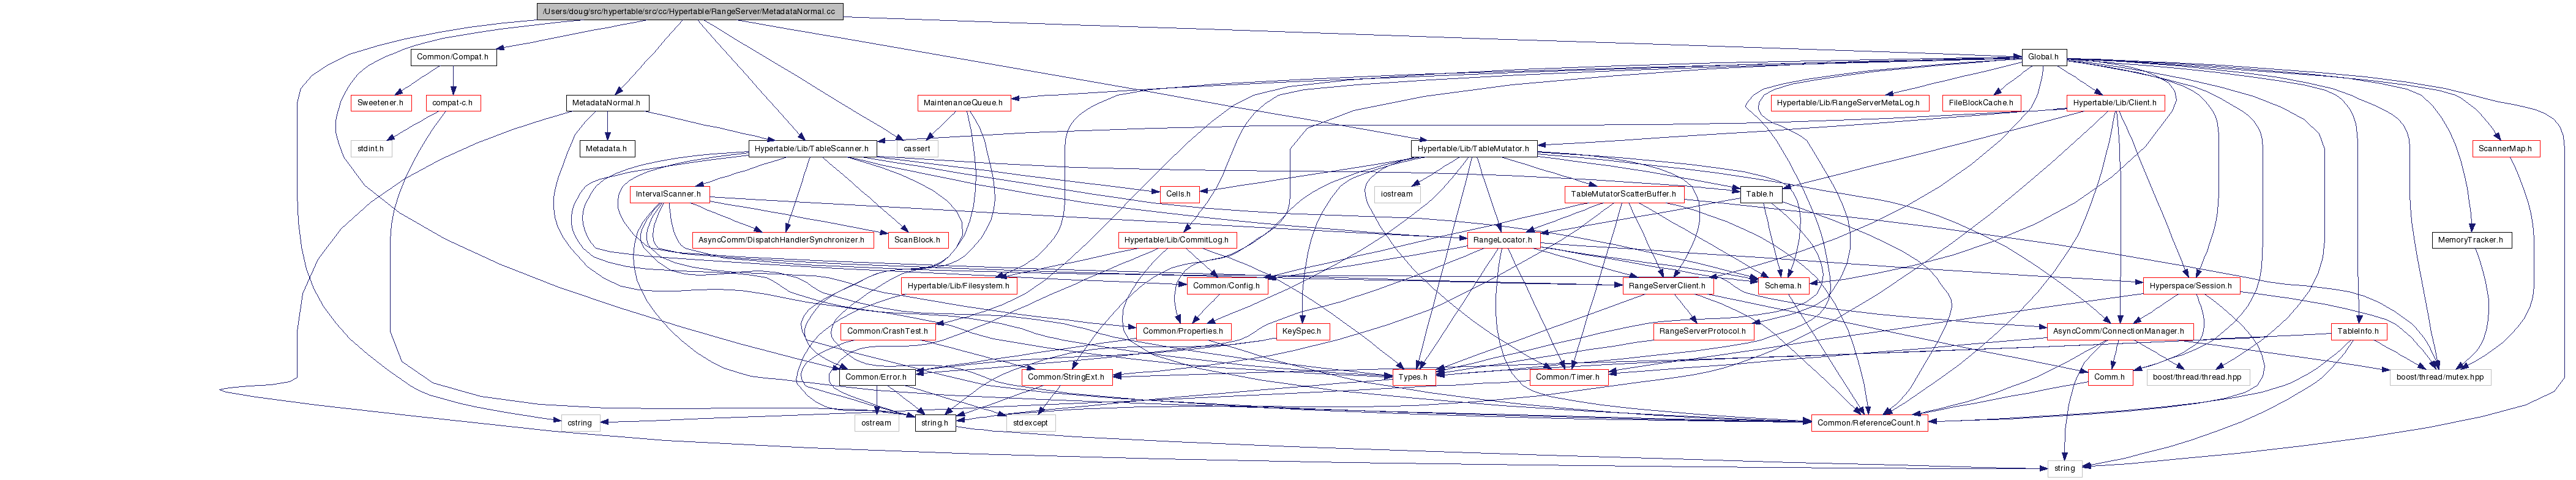 /Users/doug/src/hypertable/src/cc/Hypertable/RangeServer/MetadataNormal.cc
Common/Compat.h
Global.h
Sweetener.h
compat-c.h
MetadataNormal.h
MaintenanceQueue.h
Hypertable/Lib/RangeServerMetaLog.h
FileBlockCache.h
Hypertable/Lib/Client.h
stdint.h
Metadata.h
Hypertable/Lib/TableScanner.h
cassert
Hypertable/Lib/TableMutator.h
ScannerMap.h
IntervalScanner.h
Cells.h
iostream
TableMutatorScatterBuffer.h
Table.h
AsyncComm/DispatchHandlerSynchronizer.h
ScanBlock.h
Hypertable/Lib/CommitLog.h
RangeLocator.h
MemoryTracker.h
Hypertable/Lib/Filesystem.h
Common/Config.h
RangeServerClient.h
Schema.h
Hyperspace/Session.h
Common/CrashTest.h
Common/Properties.h
KeySpec.h
RangeServerProtocol.h
AsyncComm/ConnectionManager.h
TableInfo.h
Common/Error.h
Common/StringExt.h
Types.h
Common/Timer.h
Comm.h
boost/thread/thread.hpp
boost/thread/mutex.hpp
cstring
ostream
string.h
stdexcept
Common/ReferenceCount.h
string